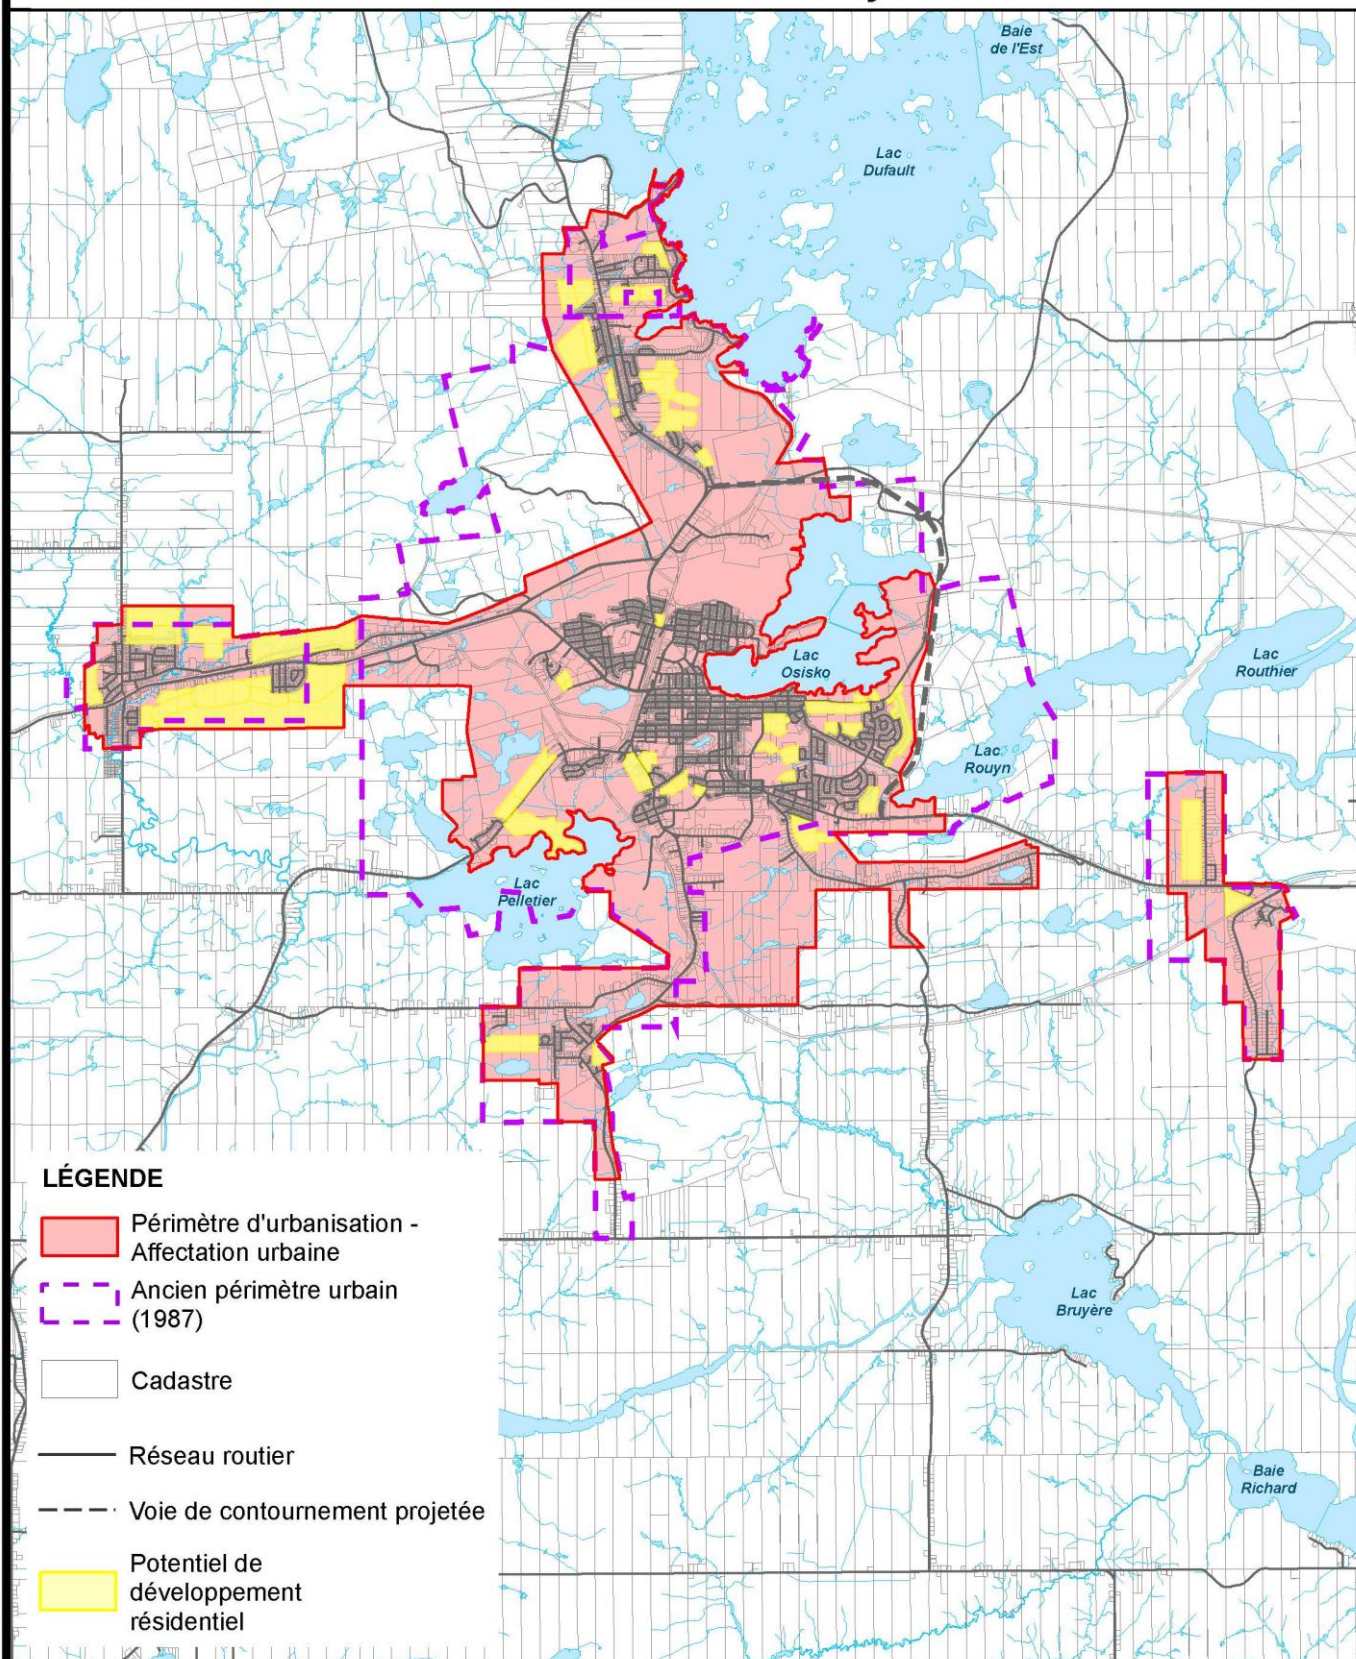 Baie
de l'Est
Lac
Dufault
Lac
Osisko
Lac
Routhier
Lac
Rouyn
Lac
Pelletier
LÉGENDE
Périmètre d'urbanisation -
Affectation urbaine
Ancien périmètre urbain
(1987)
Cadastre
Réseau routier
Voie de contournement projetée
Potentiel de
développement
résidentiel
Lac
Bruyère
Baie
Richard